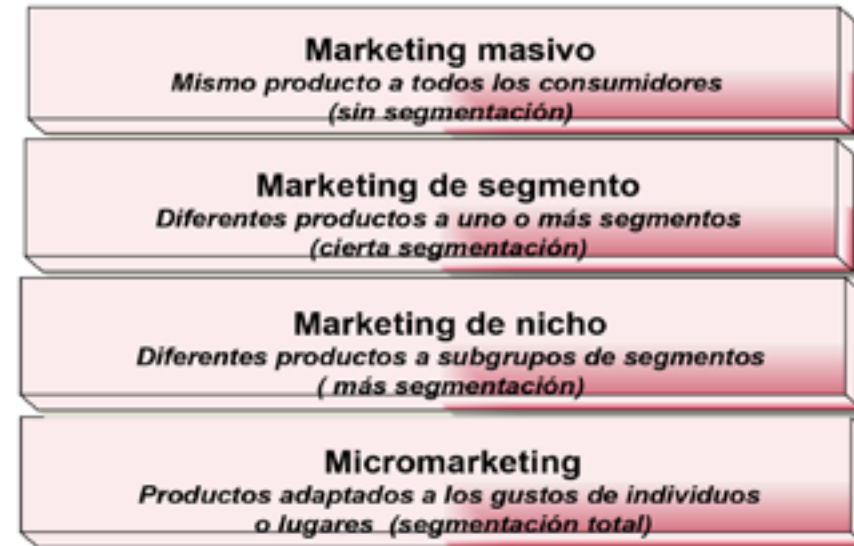 Marketing masivo
Mismo producto a todos los consumidores
(sin segmentación)
Marketing de segmento
Diferentes productos a uno o más segmentos
(cierta segmentación)
Marketing de nicho
Diferentes productos a subgrupos de segmentos
( más segmentación)
Micromarketing
Productos adaptados a los gustos de individuos
o lugares (segmentación total)